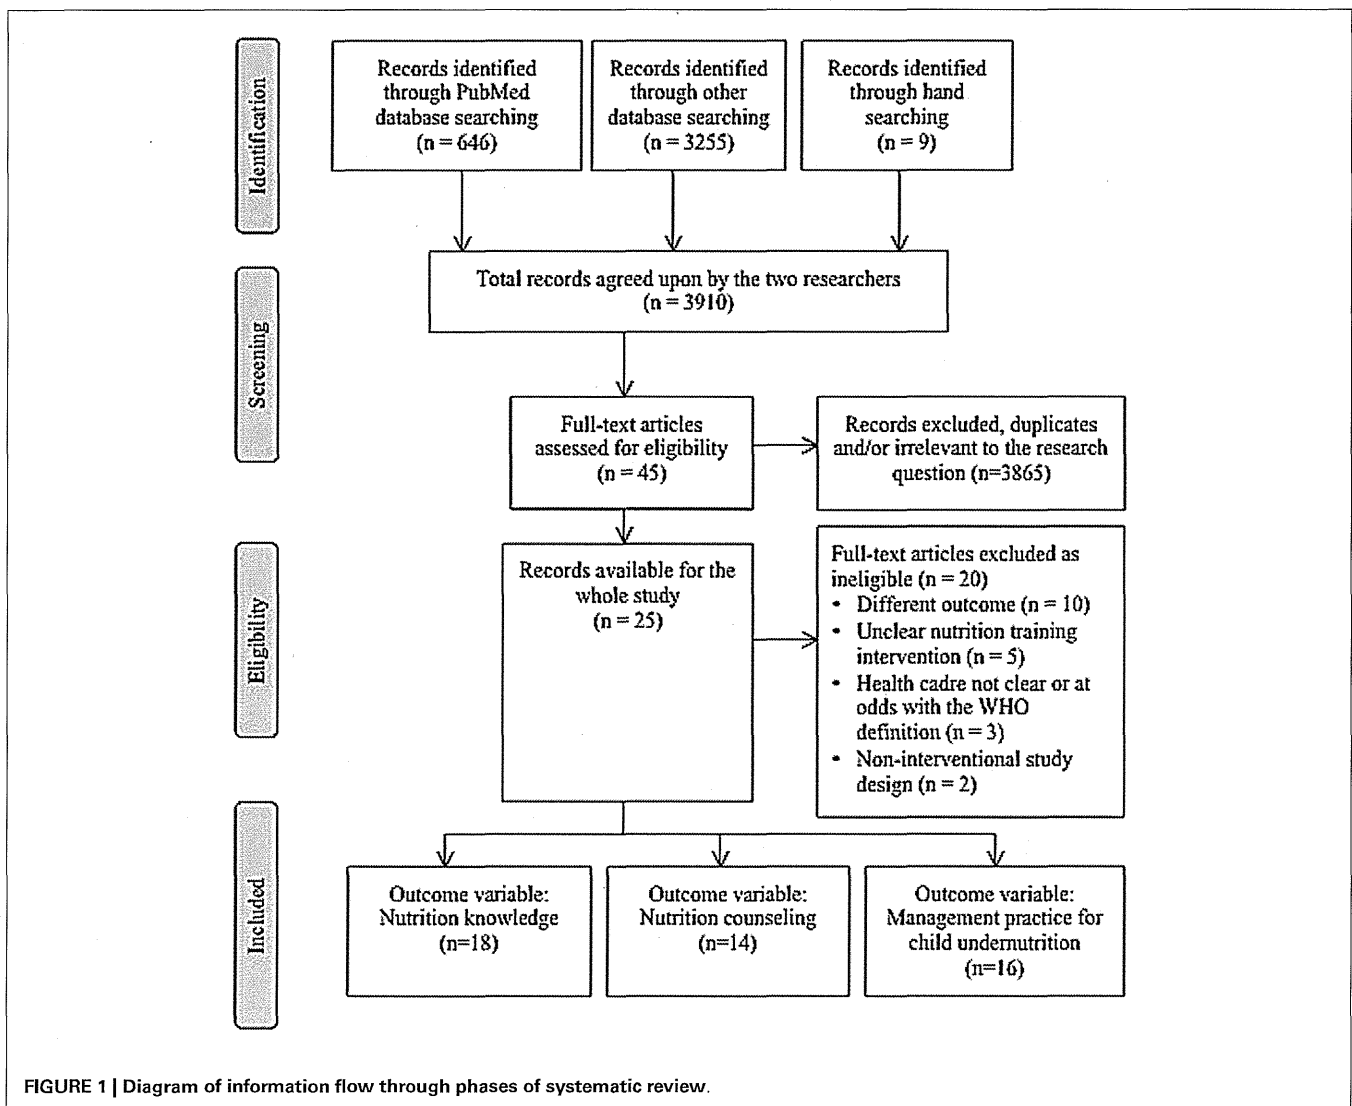 Identification
Records identified
through PubMed
database searching
(n = 646)
Records identified
through other
database searching
(n = 3255)
Records identified
through hand
searching
(n = 9)
Screening
Total records agreed upon by the two researchers
(n = 3910)
Full-text articles
assessed for eligibility
(n = 45)
Records excluded, duplicates
and/or irrelevant to the research
question (n=3865)
Eligibility
Records available for the
whole study
(n = 25)
Full-text articles excluded as
ineligible (n = 20)
• Different outcome (n = 10)
• Unclear nutrition training
intervention (n = 5)
• Health cadre not clear or at
odds with the WHO
definition (n = 3)
• Non-interventional study
design (n = 2)
Included
Outcome variable:
Nutrition knowledge
(n=18)
Outcome variable:
Nutrition counseling
(n=14)
Outcome variable:
Management practice for
child undernutrition
(n=16)
FIGURE 1 | Diagram of information flow through phases of systematic review.